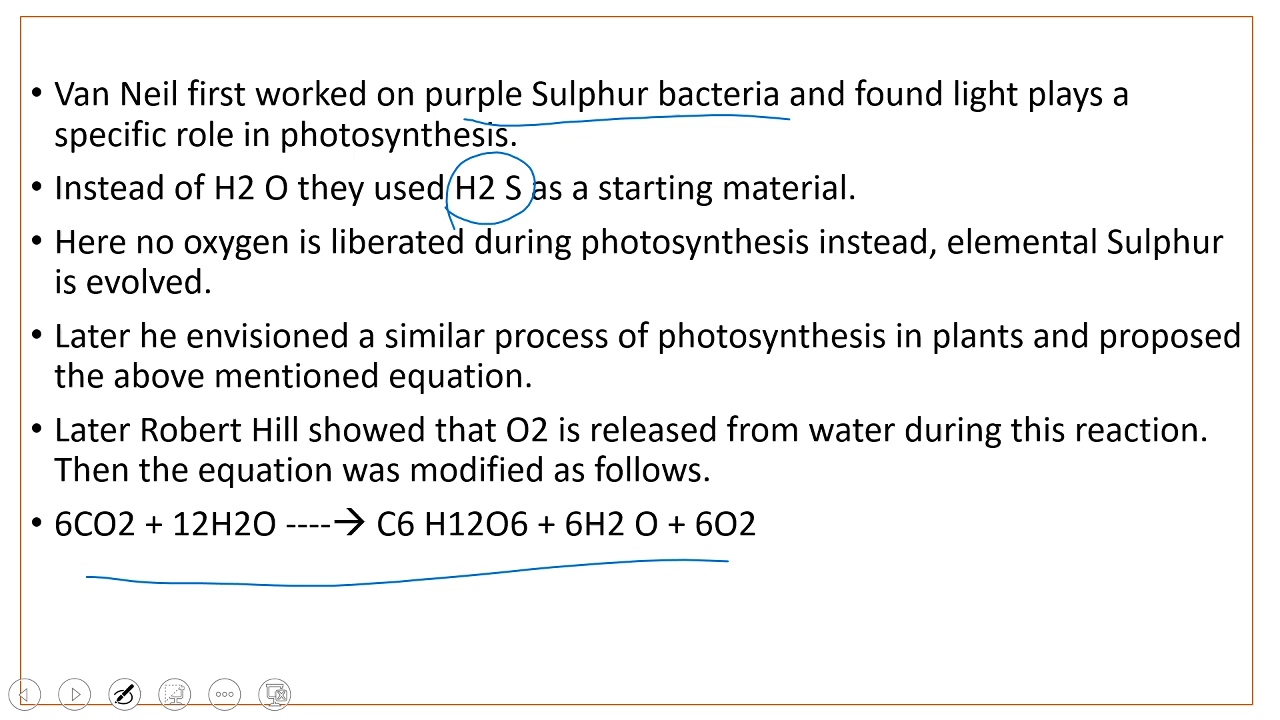 • Van Neil first worked on purple Sulphur bacteria and found light plays a
specific role in photosynthesis.
• Instead of H2 O they used H2 S as a starting material.
• Here no oxygen is liberated during photosynthesis instead, elemental Sulphur
is evolved.
• Later he envisioned a similar process of photosynthesis in plants and proposed
the above mentioned equation.
• Later Robert Hill showed that O2 is released from water during this reaction.
Then the equation was modified as follows.
• 6CO2 + 12H2O ----→ C6 H12O6 + 6H2 O + 6O2